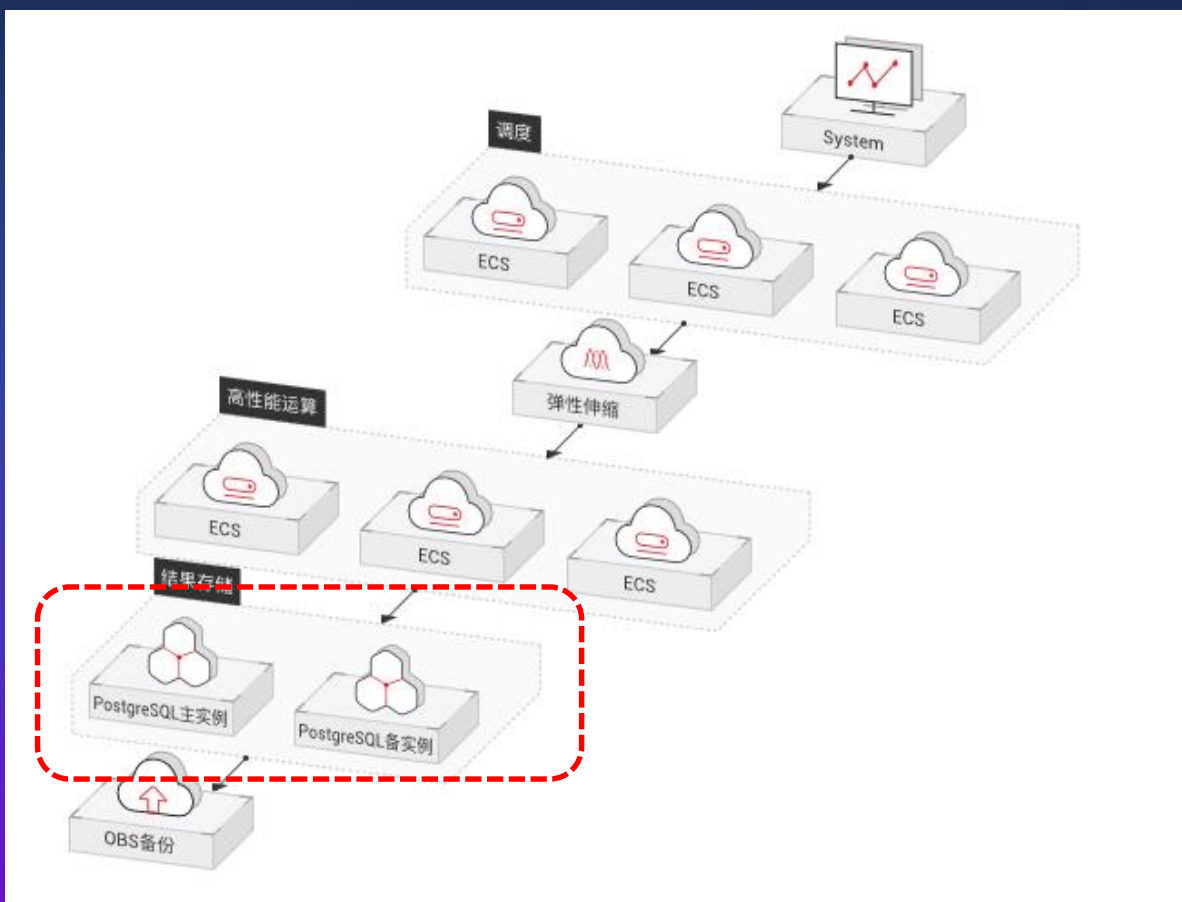 System
调度
ECS
ECS
ECS
弹性伸缩
高性能运算
ECS
ECS
ECS
结果存储
PostgreSQL主实例
PostgreSQL备实例
OBS备份